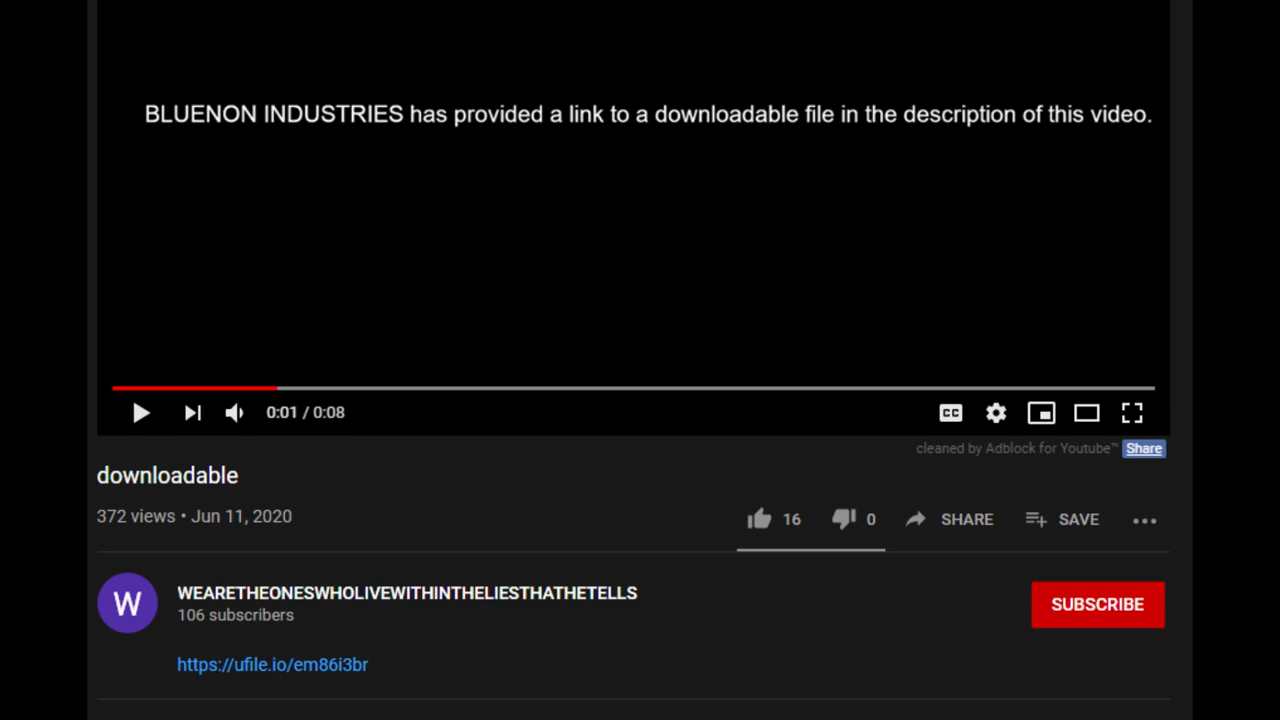 BLUENON INDUSTRIES has provided a link to a downloadable file in the description of this video.
0:01 / 0:08
CC
cleaned by Adblock for Youtube™ Share
downloadable
372 views • Jun 11, 2020
16 0 SHARE SAVE
W
WEARETHEONESWHOLIVEWITHINTHELIESTHATHETELLS
106 subscribers
SUBSCRIBE
https://ufile.io/em86i3br